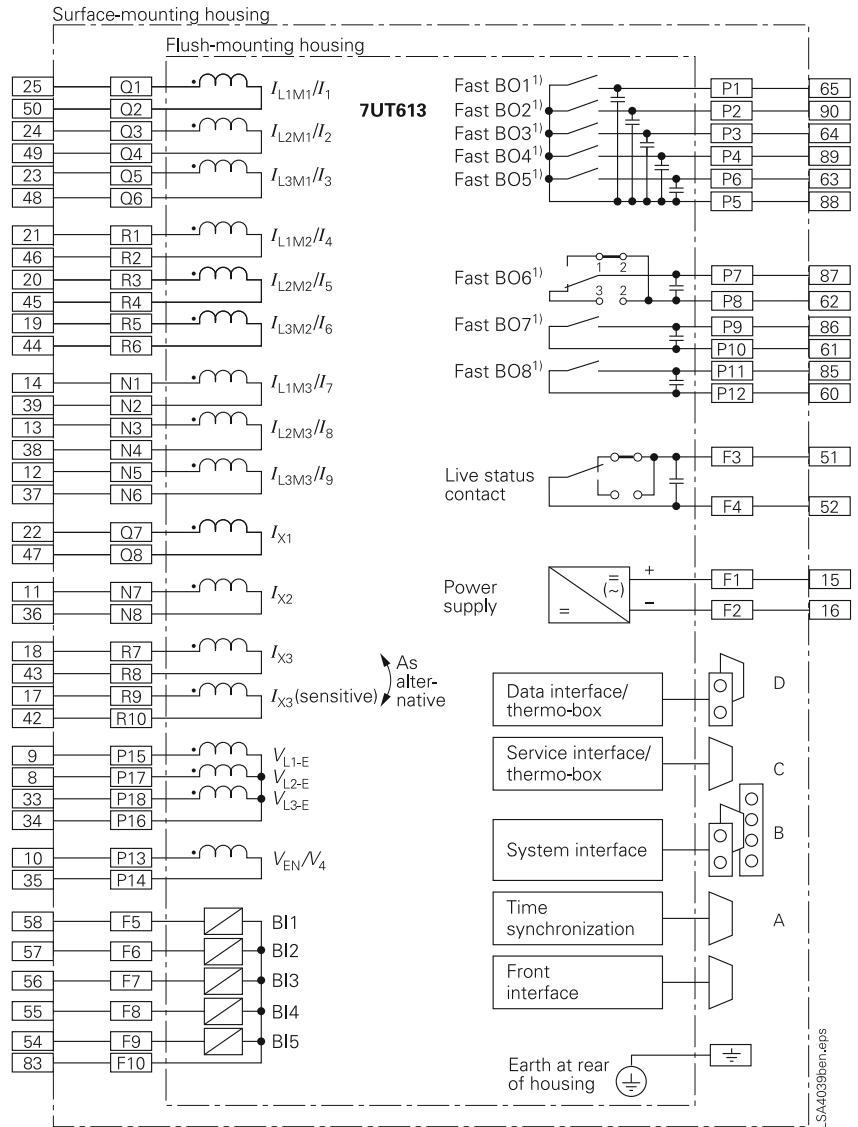 Surface-mounting housing
Flush-mounting housing
7UT613
25 Q1 I_L1M1/I_1
50 Q2
24 Q3 I_L2M1/I_2
49 Q4
23 Q5 I_L3M1/I_3
48 Q6
21 R1 I_L1M2/I_4
46 R2
20 R3 I_L2M2/I_5
45 R4
19 R5 I_L3M2/I_6
44 R6
14 N1 I_L1M3/I_7
39 N2
13 N3 I_L2M3/I_8
38 N4
12 N5 I_L3M3/I_9
37 N6
22 Q7 I_X1
47 Q8
11 N7 I_X2
36 N8
18 R7 I_X3
43 R8
17 R9 I_X3 (sensitive)
42 R10
As
alter-
native
9 P15 V_L1-E
8 P17 V_L2-E
33 P18 V_L3-E
34 P16
10 P13 V_EN/V_4
35 P14
58 F5 BI1
57 F6 BI2
56 F7 BI3
55 F8 BI4
54 F9 BI5
83 F10
Fast BO1 1) P1 65
Fast BO2 1) P2 90
Fast BO3 1) P3 64
Fast BO4 1) P4 89
Fast BO5 1) P6 63
P5 88
1 2
Fast BO6 1) P7 87
3 2
P8 62
Fast BO7 1) P9 86
P10 61
Fast BO8 1) P11 85
P12 60
Live status
contact
F3 51
F4 52
Power
supply
= (~) =
+ F1 15
− F2 16
Data interface/
thermo-box
D
Service interface/
thermo-box
C
System interface
B
Time
synchronization
A
Front
interface
Earth at rear
of housing
LSA4039ben.eps